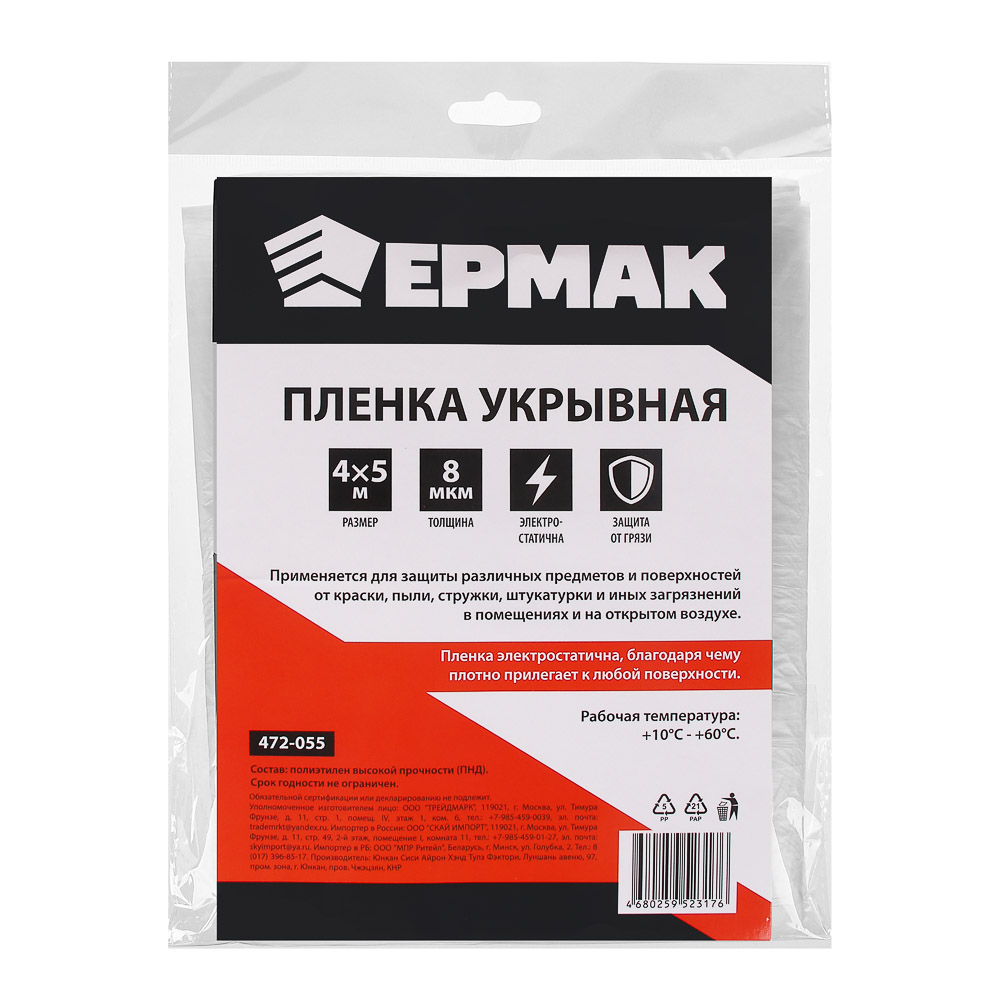 ЕРМАК
ПЛЕНКА УКРЫВНАЯ
4×5 м
РАЗМЕР
8 мкм
ТОЛЩИНА
ЭЛЕКТРО-
СТАТИЧНА
ЗАЩИТА
ОТ ГРЯЗИ
Применяется для защиты различных предметов и поверхностей
от краски, пыли, стружки, штукатурки и иных загрязнений
в помещениях и на открытом воздухе.
Пленка электростатична, благодаря чему
плотно прилегает к любой поверхности.
Рабочая температура:
+10°С - +60°С.
472-055
Состав: полиэтилен высокой прочности (ПНД).
Срок годности не ограничен.
Обязательной сертификации или декларированию не подлежит.
Уполномоченное изготовителем лицо: ООО "ТРЕЙДМАРК", 119021, г. Москва, ул. Тимура
Фрунзе, д. 11, стр. 1, помещ. IV, этаж 1, ком. 6, тел.: +7-985-459-0039, эл. почта:
trademrkt@yandex.ru. Импортер в России: ООО "СКАЙ ИМПОРТ", 119021, г. Москва, ул. Тимура
Фрунзе, д. 11, стр. 49, 2-й этаж, помещение I, комната 11, тел.: +7-985-459-01-27, эл. почта:
skyimport@ya.ru. Импортер в РБ: ООО "МПР Ритейл", Беларусь, г. Минск, ул. Голубка, 2. Тел.: 8
(017) 396-85-17. Производитель: Юнкан Сиси Айрон Хэнд Тулз Фэктори, Луншань авеню, 97,
пром. зона, г. Юнкан, пров. Чжэцзян, КНР
5
PP
21
PAP
4 680259 523176